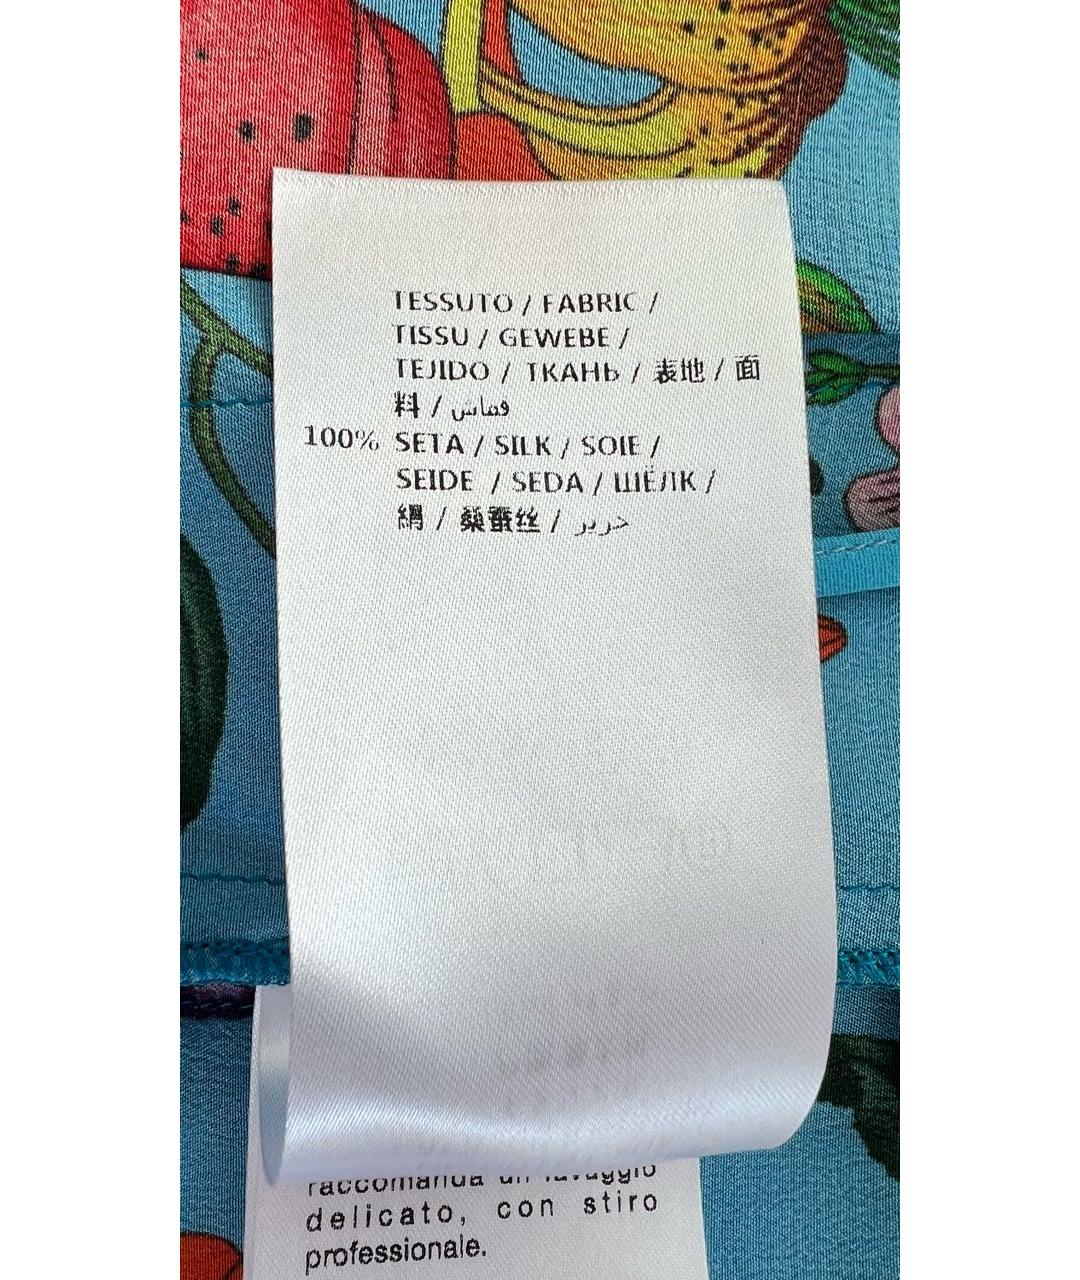 TESSUTO / FABRIC /
TISSU / GEWEBE /
TEJIDO / ТКАНЬ / 表地 / 面
料 / قماش
100% SETA / SILK / SOIE /
SEIDE / SEDA / ШЁЛК /
絹 / 桑蚕丝 / حرير
raccomanda un lavaggio
delicato, con stiro
professionale.